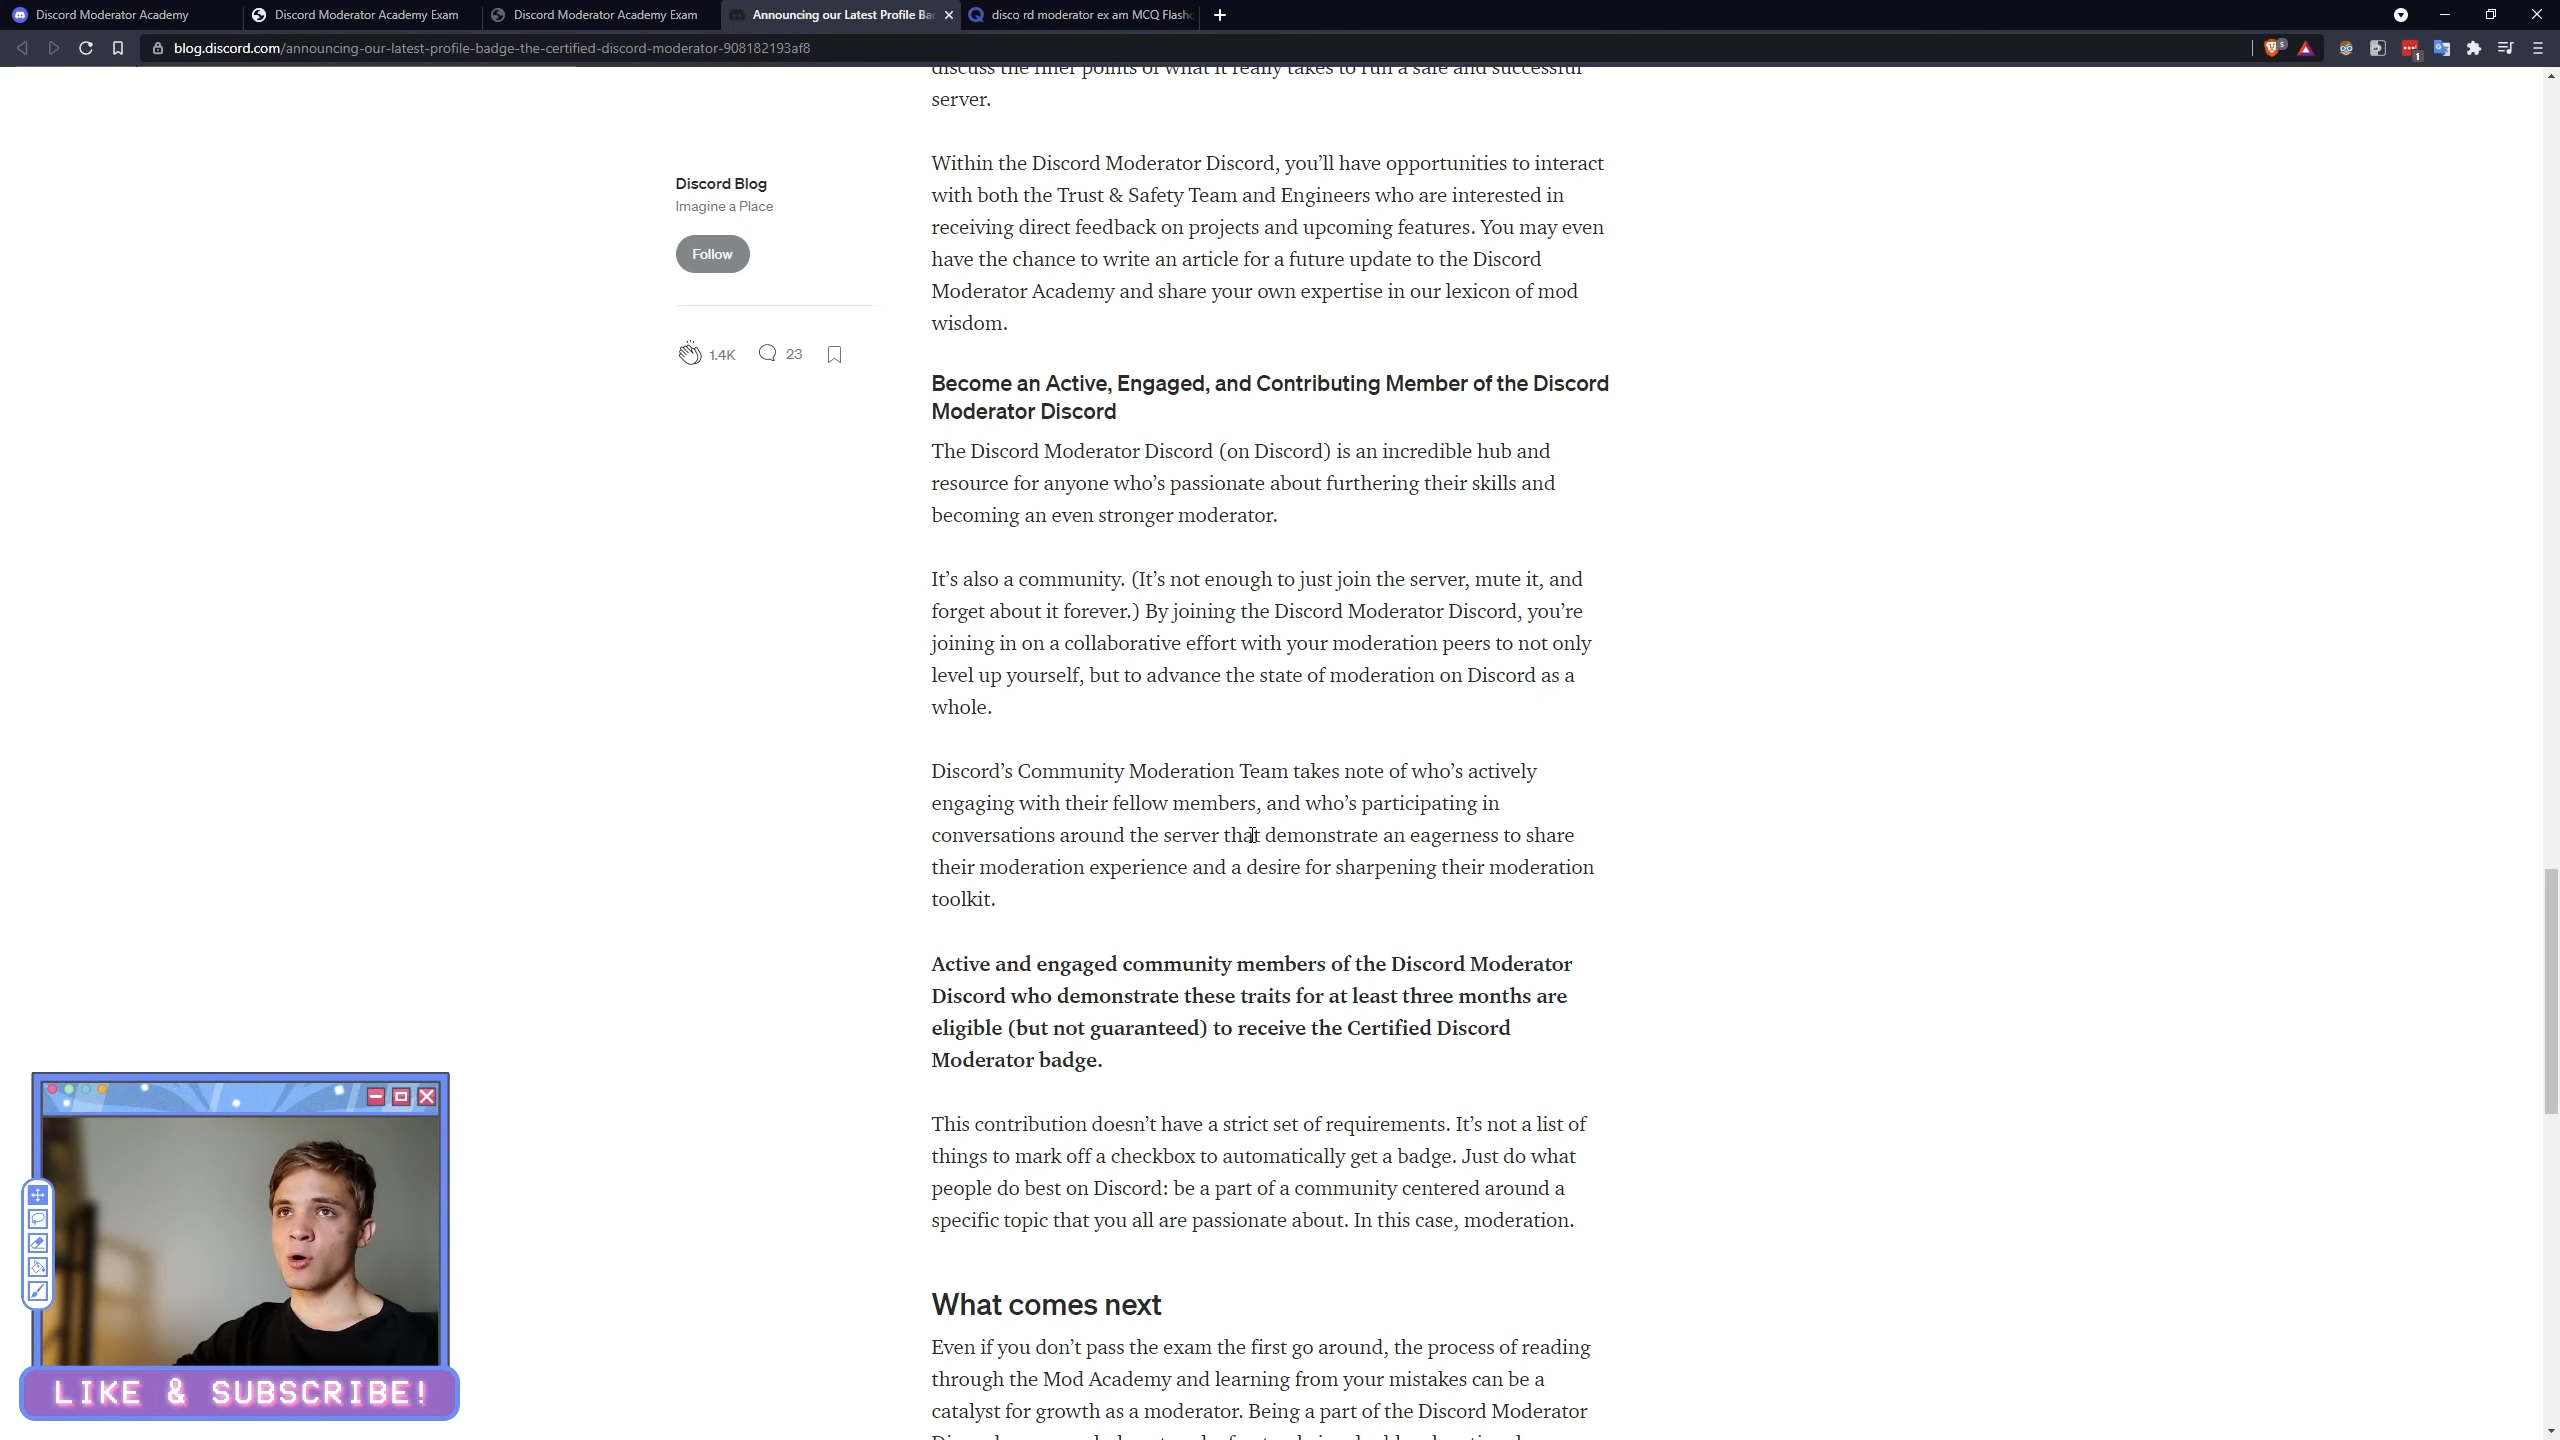 Discord Moderator Academy
Discord Moderator Academy Exam
Discord Moderator Academy Exam
Announcing our Latest Profile Ba
disco rd moderator ex am MCQ Flash
blog.discord.com/announcing-our-latest-profile-badge-the-certified-discord-moderator-908182193af8
discuss the finer points of what it really takes to run a safe and successful
server.
Discord Blog
Imagine a Place
Follow
1.4K
23
Within the Discord Moderator Discord, you'll have opportunities to interact
with both the Trust & Safety Team and Engineers who are interested in
receiving direct feedback on projects and upcoming features. You may even
have the chance to write an article for a future update to the Discord
Moderator Academy and share your own expertise in our lexicon of mod
wisdom.
Become an Active, Engaged, and Contributing Member of the Discord
Moderator Discord
The Discord Moderator Discord (on Discord) is an incredible hub and
resource for anyone who's passionate about furthering their skills and
becoming an even stronger moderator.
It's also a community. (It's not enough to just join the server, mute it, and
forget about it forever.) By joining the Discord Moderator Discord, you're
joining in on a collaborative effort with your moderation peers to not only
level up yourself, but to advance the state of moderation on Discord as a
whole.
Discord's Community Moderation Team takes note of who's actively
engaging with their fellow members, and who's participating in
conversations around the server that demonstrate an eagerness to share
their moderation experience and a desire for sharpening their moderation
toolkit.
Active and engaged community members of the Discord Moderator
Discord who demonstrate these traits for at least three months are
eligible (but not guaranteed) to receive the Certified Discord
Moderator badge.
This contribution doesn't have a strict set of requirements. It's not a list of
things to mark off a checkbox to automatically get a badge. Just do what
people do best on Discord: be a part of a community centered around a
specific topic that you all are passionate about. In this case, moderation.
What comes next
Even if you don't pass the exam the first go around, the process of reading
through the Mod Academy and learning from your mistakes can be a
catalyst for growth as a moderator. Being a part of the Discord Moderator
LIKE & SUBSCRIBE!